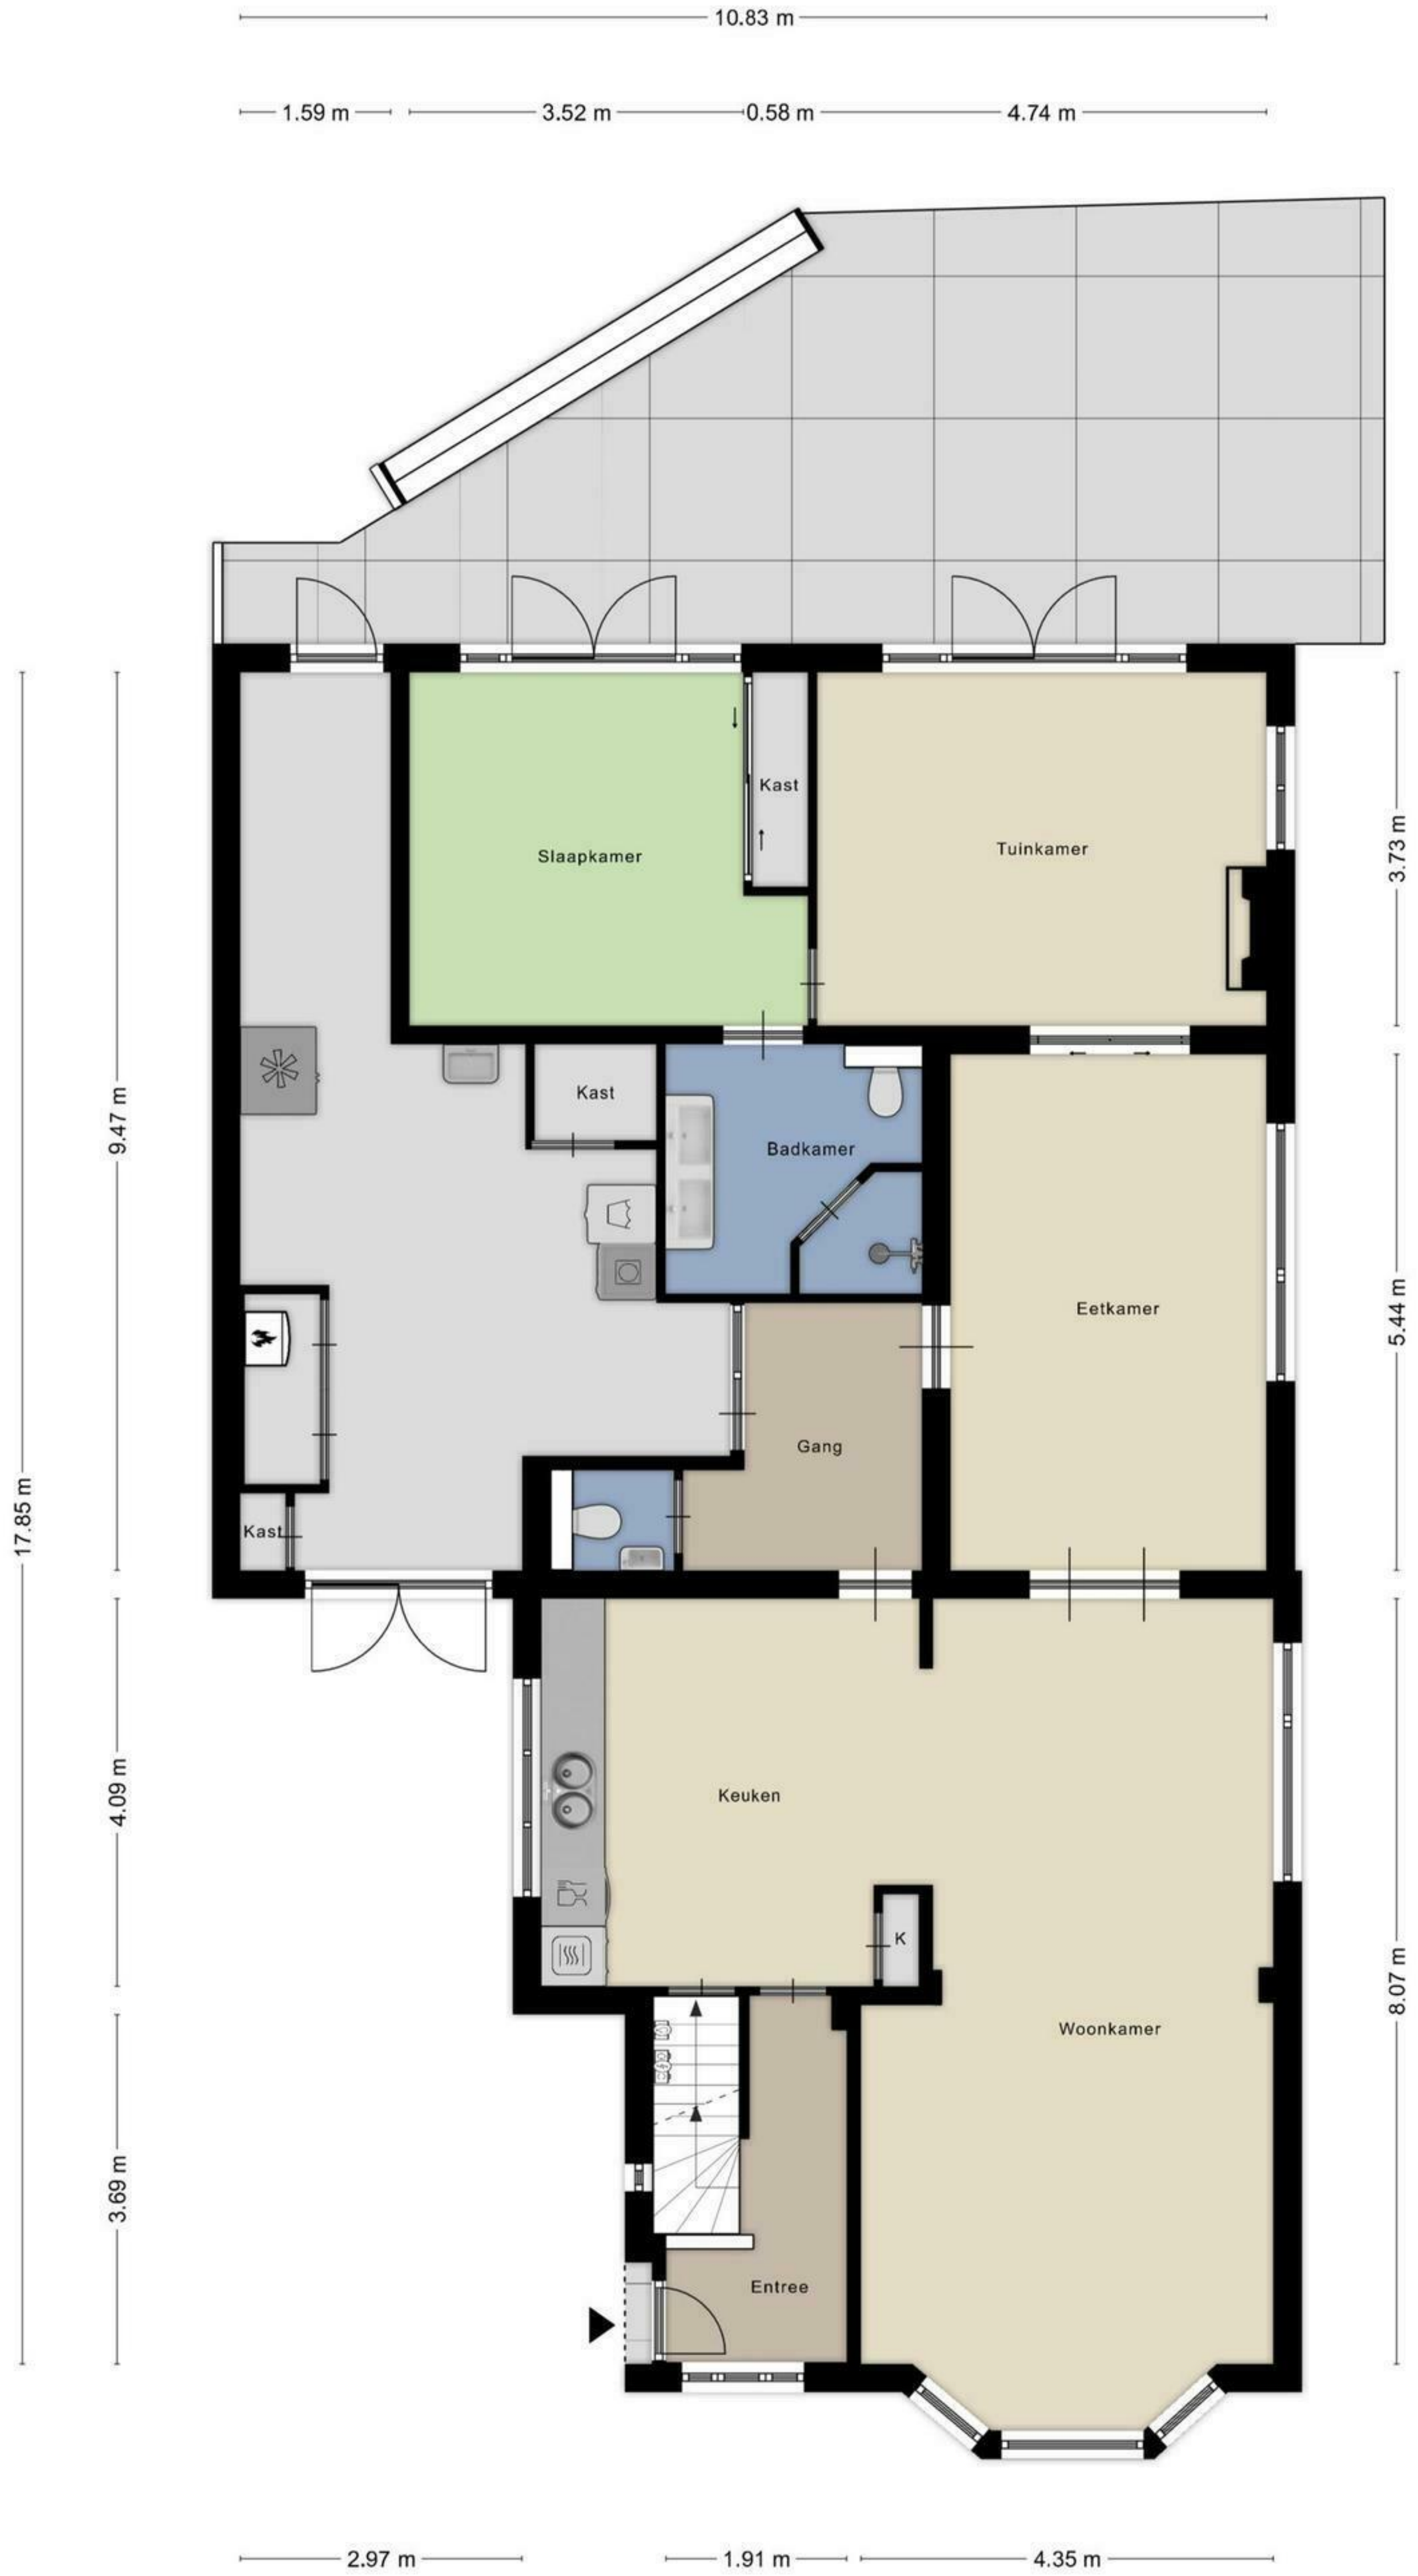 10.83 m
1.59 m
3.52 m
0.58 m
4.74 m
Kast
Slaapkamer
Tuinkamer
3.73 m
Kast
9.47 m
Badkamer
Eetkamer
5.44 m
Gang
17.85 m
Kast
Keuken
4.09 m
K
8.07 m
Woonkamer
3.69 m
Entree
2.97 m
1.91 m
4.35 m